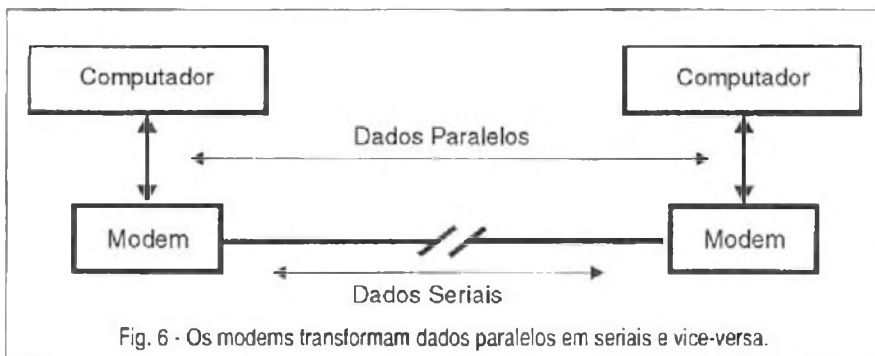 Computador
Computador
Dados Paralelos
Modem
Modem
Dados Seriais
Fig. 6 - Os modems transformam dados paralelos em seriais e vice-versa.